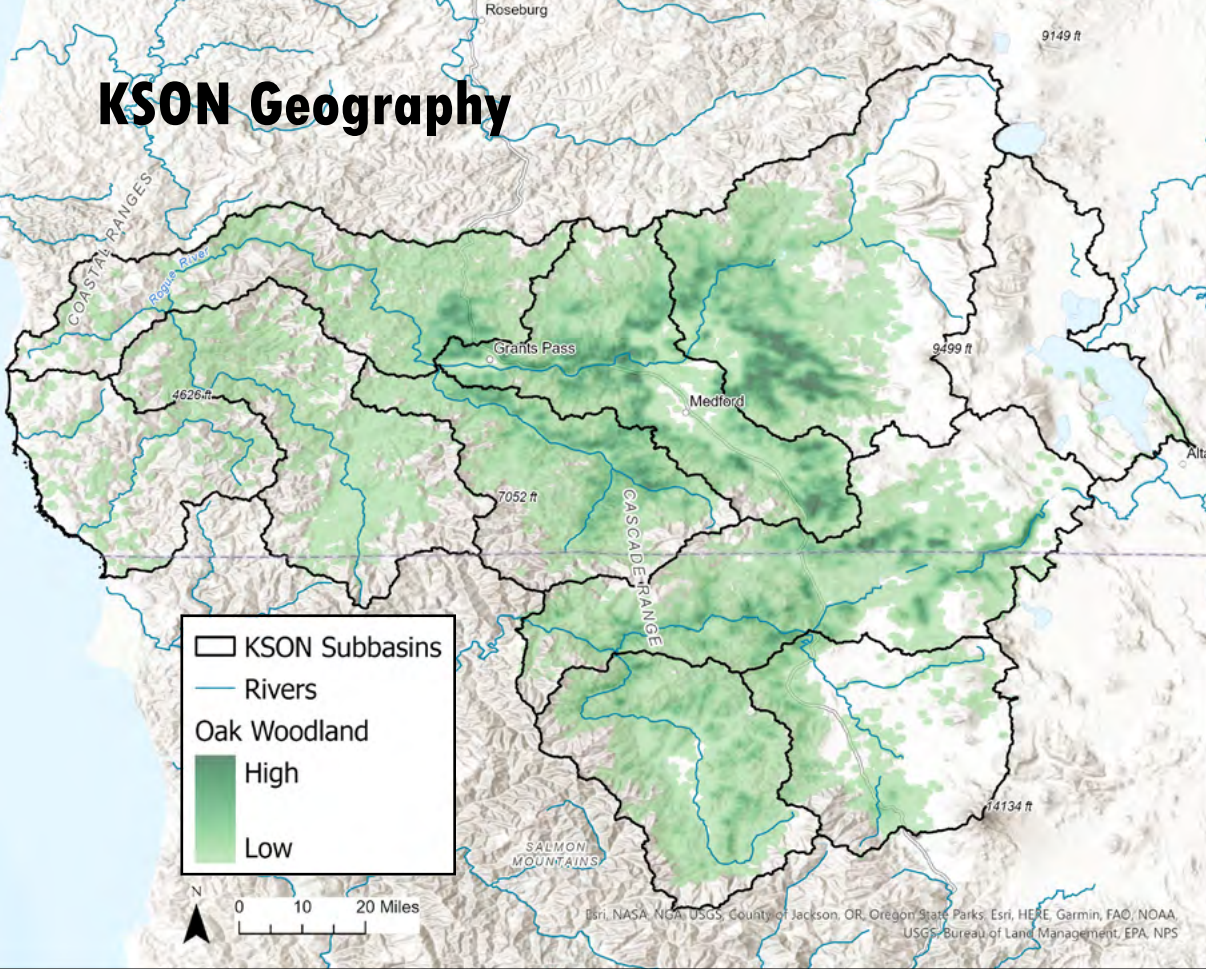 Roseburg
9149 ft
KSON Geography
COASTAL RANGES
Rogue River
Grants Pass
9499 ft
4626 ft
Medford
Alta
7052 ft
CASCADE RANGE
KSON Subbasins
Rivers
Oak Woodland
High
Low
14134 ft
SALMON
MOUNTAINS
N
0 10 20 Miles
Esri, NASA, NGA, USGS, County of Jackson, OR, Oregon State Parks, Esri, HERE, Garmin, FAO, NOAA,
USGS, Bureau of Land Management, EPA, NPS